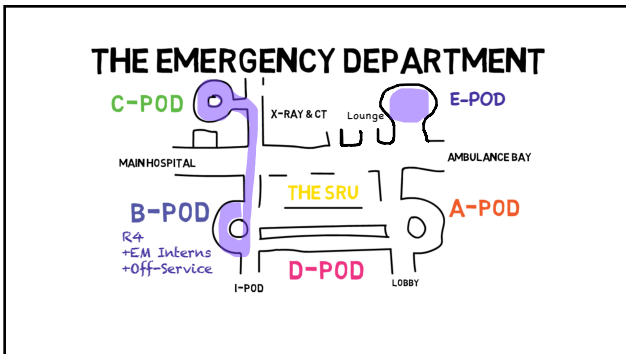 THE EMERGENCY DEPARTMENT
C-POD
E-POD
X-RAY & CT
Lounge
MAIN HOSPITAL
AMBULANCE BAY
THE SRU
B-POD
A-POD
R4
+EM Interns
+Off-Service
D-POD
I-POD
LOBBY